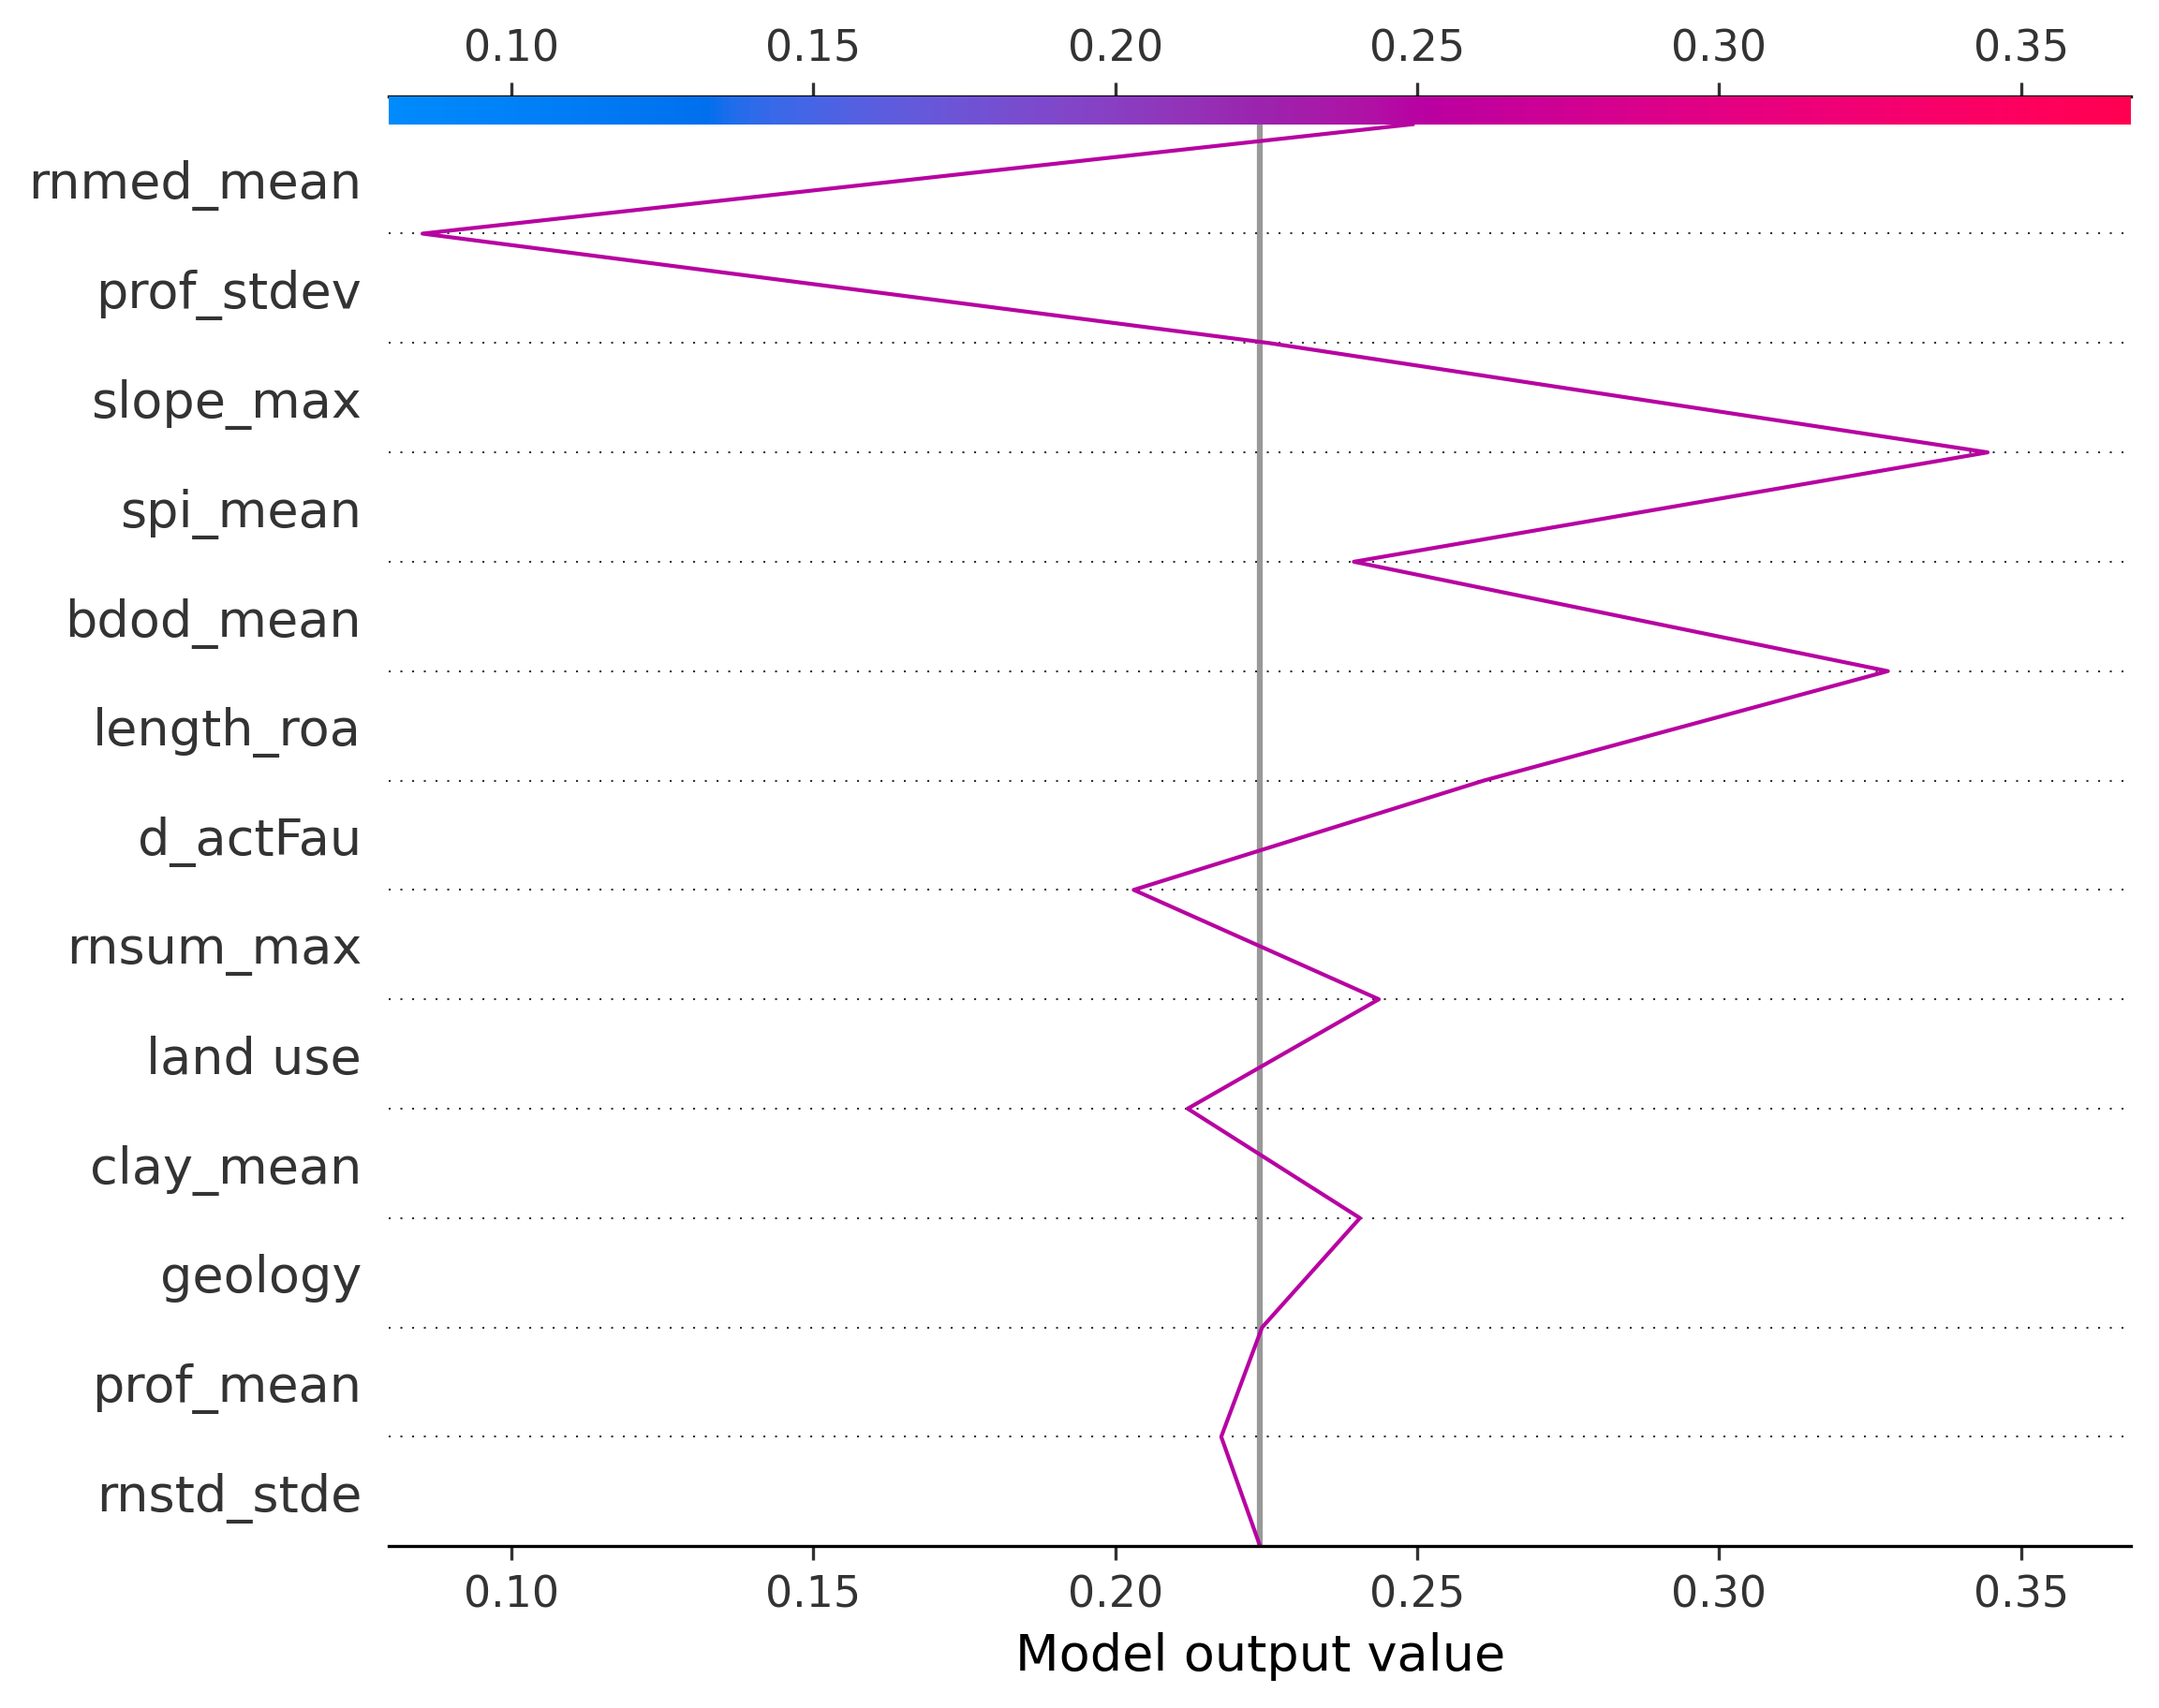 0.10 0.15 0.20 0.25 0.30 0.35
rnmed_mean
prof_stdev
slope_max
spi_mean
bdod_mean
length_roa
d_actFau
rnsum_max
land use
clay_mean
geology
prof_mean
rnstd_stde
0.10 0.15 0.20 0.25 0.30 0.35
Model output value